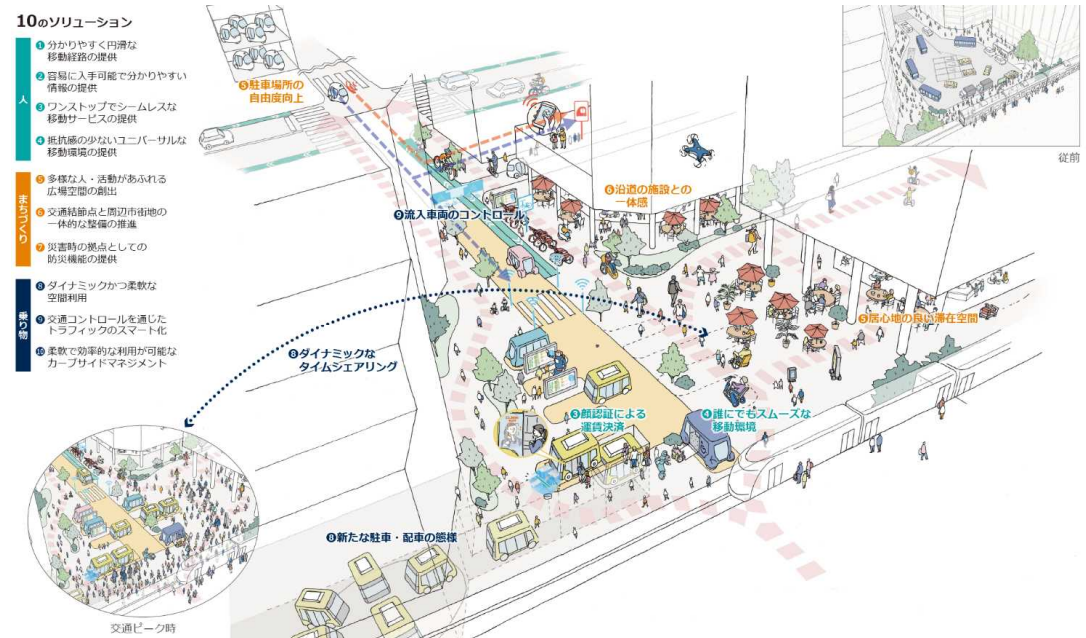 10のソリューション
人
❶ 分かりやすく円滑な
移動経路の提供
❷ 容易に入手可能で分かりやすい
情報の提供
❸ ワンストップでシームレスな
移動サービスの提供
❹ 抵抗感の少ないユニバーサルな
移動環境の提供
まちづくり
❺ 多様な人・活動があふれる
広場空間の創出
❻ 交通結節点と周辺市街地の
一体的な整備の推進
❼ 災害時の拠点としての
防災機能の提供
乗り物
❽ ダイナミックかつ柔軟な
空間利用
❾ 交通コントロールを通じた
トラフィックのスマート化
❿ 柔軟で効率的な利用が可能な
カーブサイドマネジメント
❺駐車場所の
自由度向上
従前
❻沿道の施設との
一体感
❾流入車両のコントロール
❺居心地の良い滞在空間
❽ダイナミックな
タイムシェアリング
❸顔認証による
運賃決済
❹誰にでもスムーズな
移動環境
❽新たな駐車・配車の態様
交通ピーク時